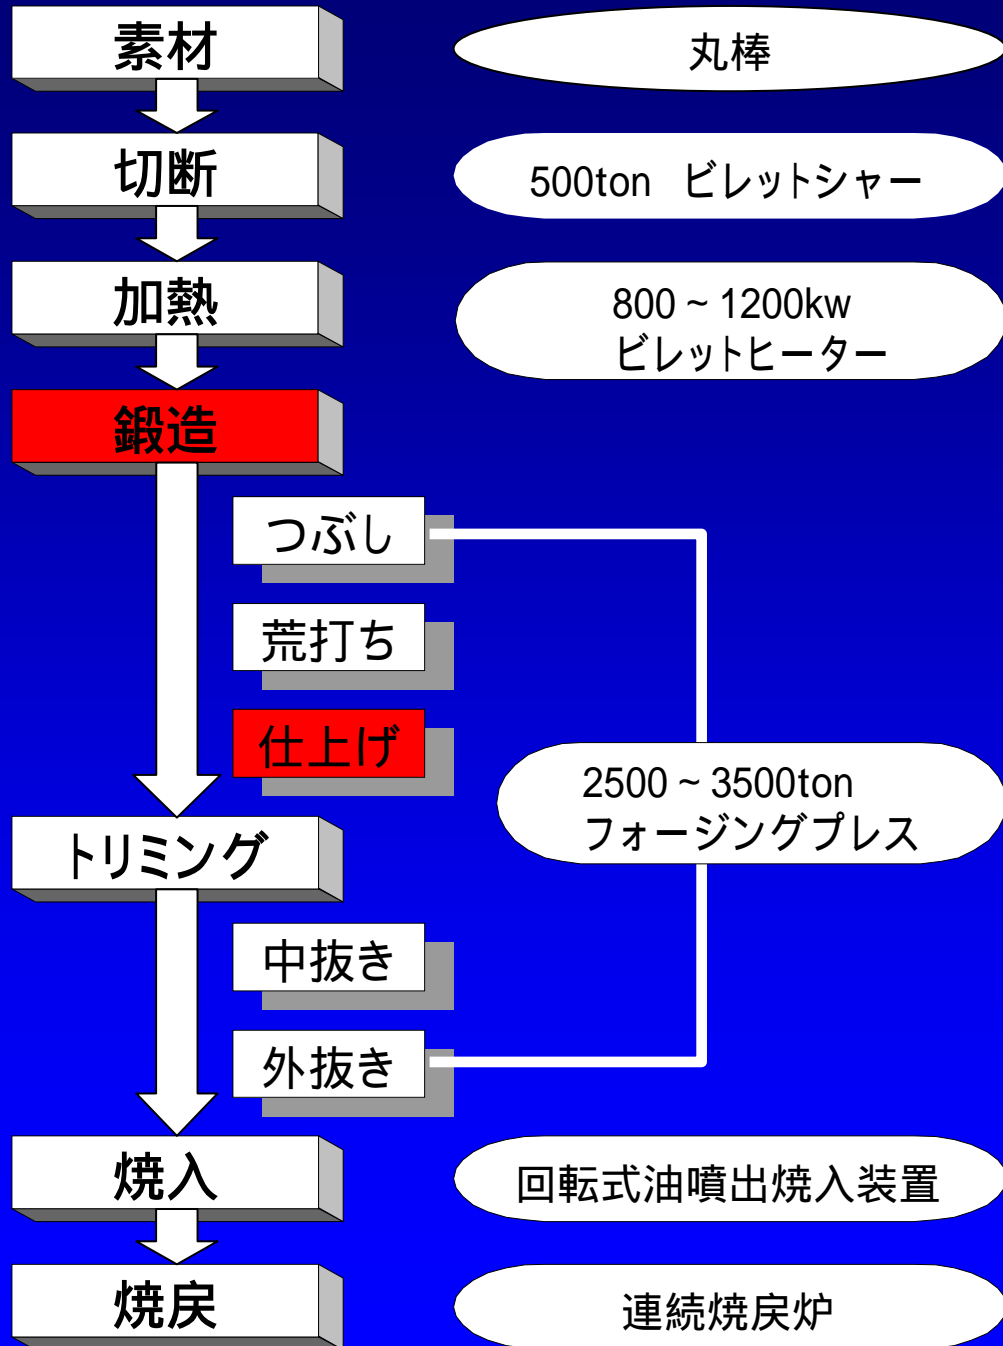 素材
丸棒
切断
500ton ビレットシャー
加熱
800～1200kw
ビレットヒーター
鍛造
つぶし
荒打ち
仕上げ
2500～3500ton
フォージングプレス
トリミング
中抜き
外抜き
焼入
回転式油噴出焼入装置
焼戻
連続焼戻炉